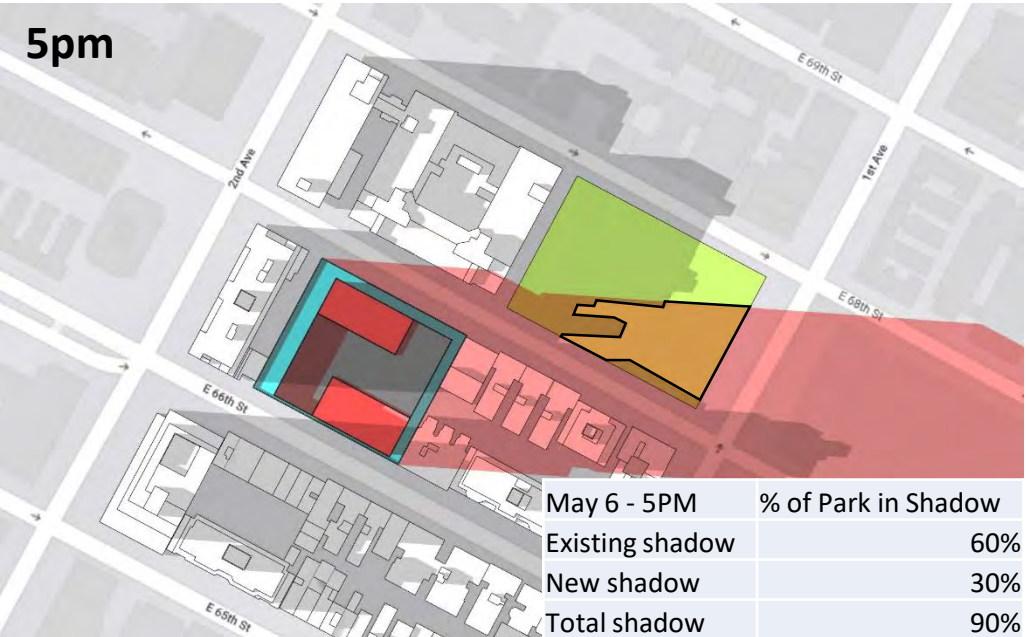 5pm
E 69th St
2nd Ave
1st Ave
E 68th St
E 66th St
E 65th St
May 6 - 5PM % of Park in Shadow
Existing shadow 60%
New shadow 30%
Total shadow 90%